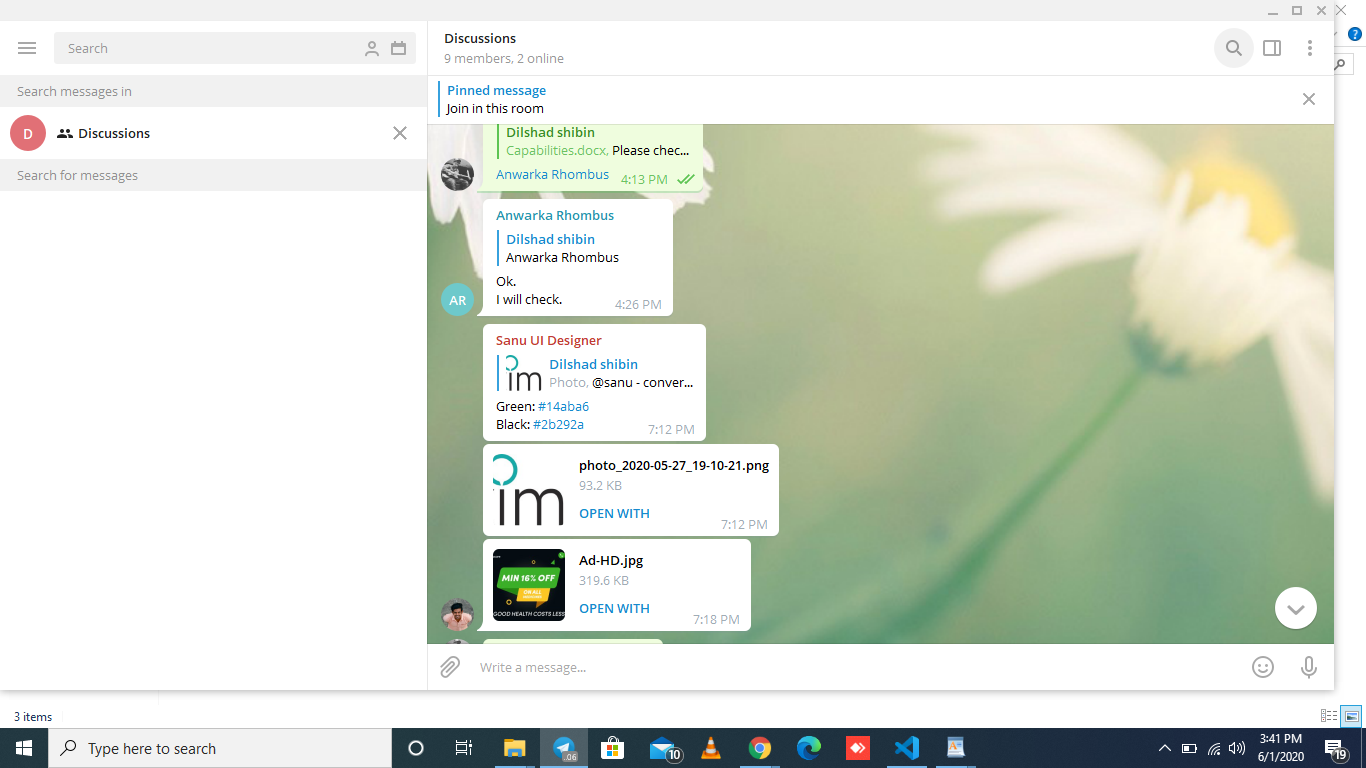 Search
Search messages in
D
Discussions
Search for messages
Discussions
9 members, 2 online
Pinned message
Join in this room
Dilshad shibin
Capabilities.docx, Please chec...
Anwarka Rhombus 4:13 PM
Anwarka Rhombus
Dilshad shibin
Anwarka Rhombus
Ok.
I will check.
4:26 PM
AR
Sanu UI Designer
im
Dilshad shibin
Photo, @sanu - conver...
Green: #14aba6
Black: #2b292a
7:12 PM
im
photo_2020-05-27_19-10-21.png
93.2 KB
OPEN WITH
7:12 PM
MIN 16% OFF
ON ALL
GOOD HEALTH COSTS LESS
Ad-HD.jpg
319.6 KB
OPEN WITH
7:18 PM
Write a message...
3 items
Type here to search
.06
10
3:41 PM
6/1/2020
19